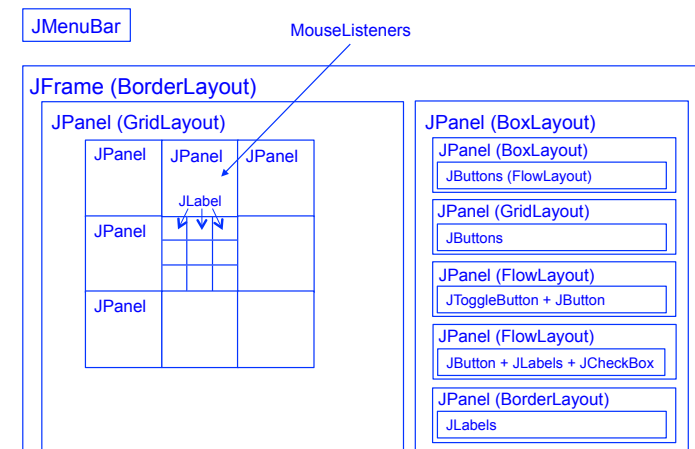 JMenuBar
MouseListeners
JFrame (BorderLayout)
JPanel (GridLayout)
JPanel
JPanel
JPanel
JLabel
JPanel
JPanel
JPanel (BoxLayout)
JPanel (BoxLayout)
JButtons (FlowLayout)
JPanel (GridLayout)
JButtons
JPanel (FlowLayout)
JToggleButton + JButton
JPanel (FlowLayout)
JButton + JLabels + JCheckBox
JPanel (BorderLayout)
JLabels